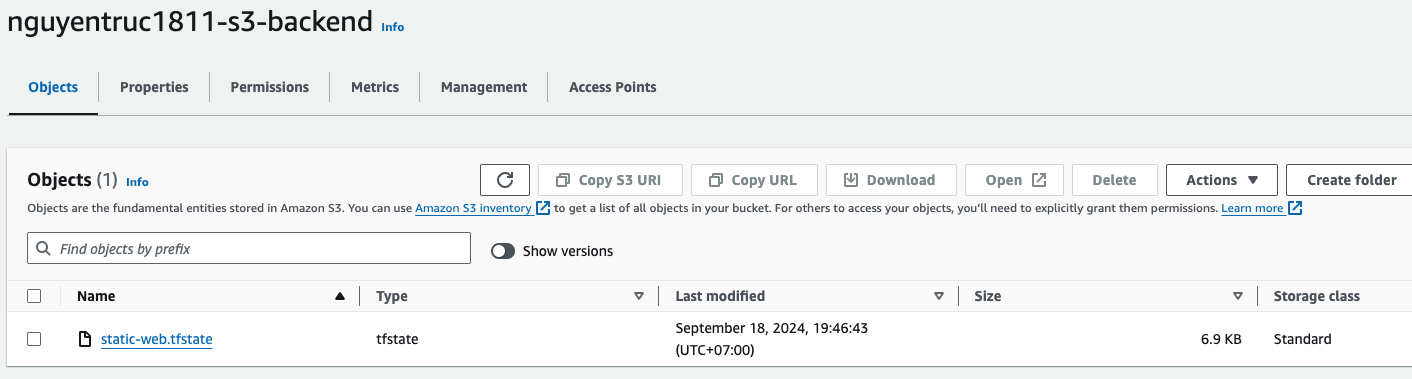 nguyentruc1811-s3-backend Info
Objects Properties Permissions Metrics Management Access Points
Objects (1) Info Copy S3 URI Copy URL Download Open Delete Actions Create folder
Objects are the fundamental entities stored in Amazon S3. You can use Amazon S3 inventory to get a list of all objects in your bucket. For others to access your objects, you'll need to explicitly grant them permissions. Learn more
Find objects by prefix Show versions
Name Type Last modified Size Storage class
static-web.tfstate tfstate September 18, 2024, 19:46:43 6.9 KB Standard
(UTC+07:00)